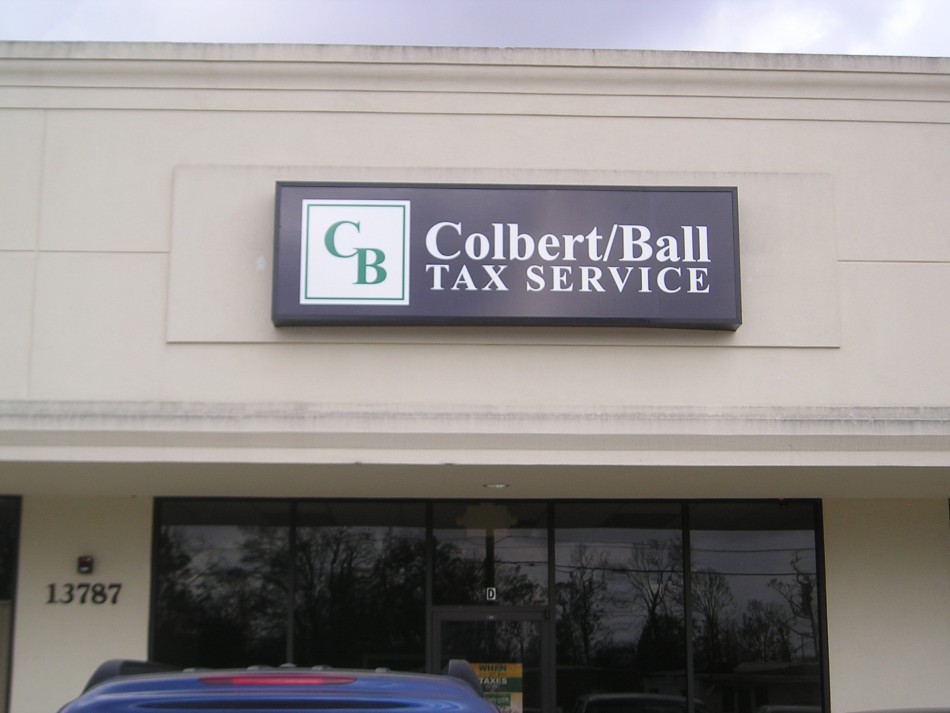 CB
Colbert/Ball
TAX SERVICE
13787
D
WHEN
TAXES